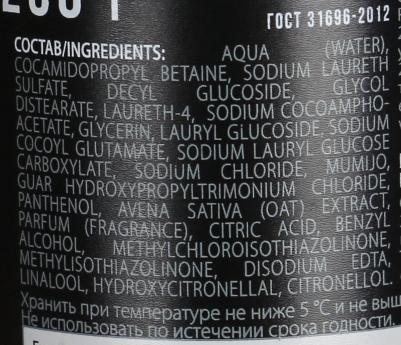 ГОСТ 31696-2012
СОСТАВ/INGREDIENTS: AQUA (WATER),
COCAMIDOPROPYL BETAINE, SODIUM LAURETH
SULFATE, DECYL GLUCOSIDE, GLYCOL
DISTEARATE, LAURETH-4, SODIUM COCOAMPHO-
ACETATE, GLYCERIN, LAURYL GLUCOSIDE, SODIUM
COCOYL GLUTAMATE, SODIUM LAURYL GLUCOSE
CARBOXYLATE, SODIUM CHLORIDE, MUMIJO,
GUAR HYDROXYPROPYLTRIMONIUM CHLORIDE,
PANTHENOL, AVENA SATIVA (OAT) EXTRACT,
PARFUM (FRAGRANCE), CITRIC ACID, BENZYL
ALCOHOL, METHYLCHLOROISOTHIAZOLINONE,
METHYLISOTHIAZOLINONE, DISODIUM EDTA,
LINALOOL, HYDROXYCITRONELLAL, CITRONELLOL.
Хранить при температуре не ниже 5 °С и не выш
Не использовать по истечении срока годности.